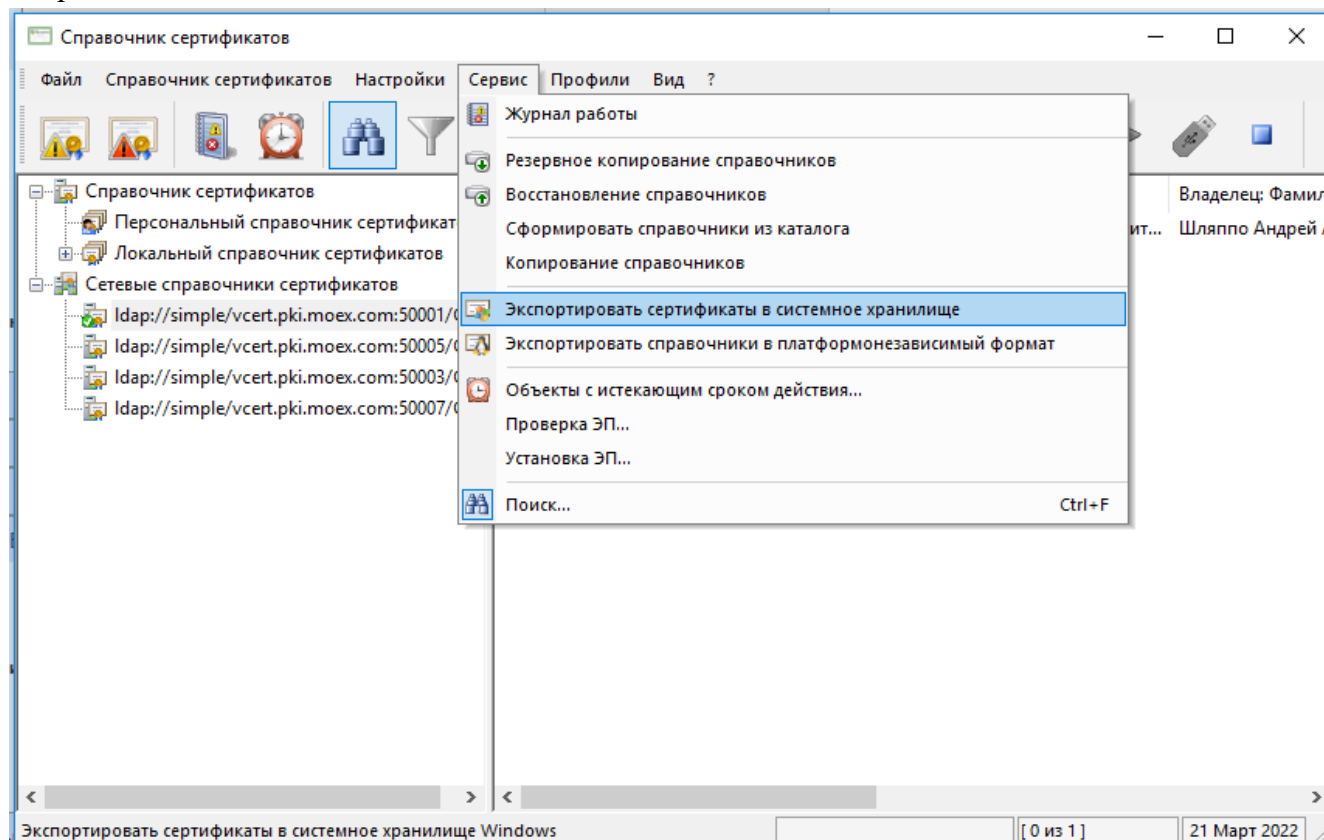 Справочник сертификатов
Файл Справочник сертификатов Настройки Сервис Профили Вид ?
Журнал работы
Резервное копирование справочников
Восстановление справочников
Сформировать справочники из каталога
Копирование справочников
Экспортировать сертификаты в системное хранилище
Экспортировать справочники в платформонезависимый формат
Объекты с истекающим сроком действия...
Проверка ЭП...
Установка ЭП...
Поиск... Ctrl+F
Справочник сертификатов
Персональный справочник сертификат
Локальный справочник сертификатов
Сетевые справочники сертификатов
ldap://simple/vcert.pki.moex.com:50001/
ldap://simple/vcert.pki.moex.com:50005/
ldap://simple/vcert.pki.moex.com:50003/
ldap://simple/vcert.pki.moex.com:50007/
Владелец: Фамил
ит... Шляппо Андрей
Экспортировать сертификаты в системное хранилище Windows
[ 0 из 1 ]
21 Март 2022